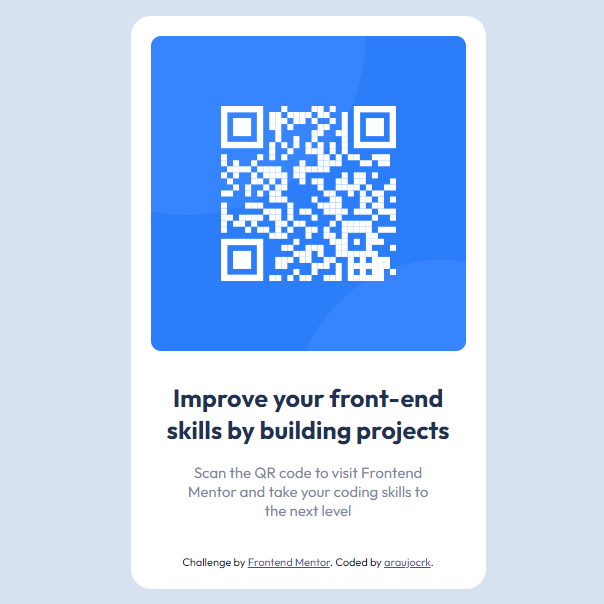 Improve your front-end
skills by building projects
Scan the QR code to visit Frontend
Mentor and take your coding skills to
the next level
Challenge by Frontend Mentor. Coded by araujocrk.